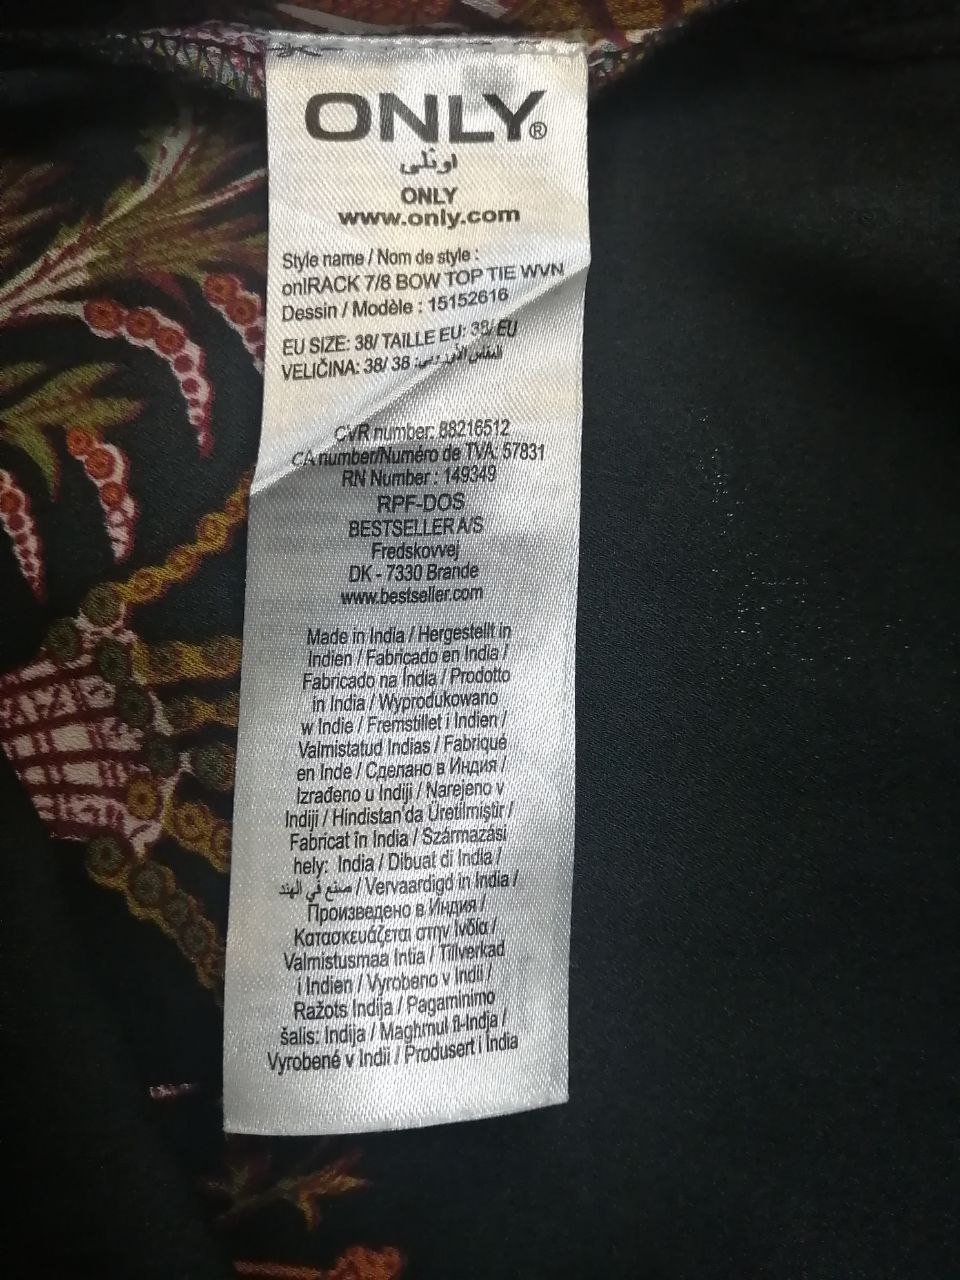 ONLY®
اونلی
ONLY
www.only.com
Style name / Nom de style :
onlRACK 7/8 BOW TOP TIE WVN
Dessin / Modèle : 15152616
EU SIZE: 38/ TAILLE EU: 38/ EU
VELIČINA: 38/ 38 :المقاس الأوروبي
CVR number: 88216512
CA number/Numéro de TVA: 57831
RN Number : 149349
RPF-DOS
BESTSELLER A/S
Fredskovvej
DK - 7330 Brande
www.bestseller.com
Made in India / Hergestellt in
Indien / Fabricado en India /
Fabricado na India / Prodotto
in India / Wyprodukowano
w Indie / Fremstillet i Indien /
Valmistatud Indias / Fabriqué
en Inde / Сделано в Индия /
Izrađeno u Indiji / Narejeno v
Indiji / Hindistan'da Üretilmiştir /
Fabricat în India / Származási
hely: India / Dibuat di India /
صنع في الهند / Vervaardigd in India /
Произведено в Индия /
Κατασκευάζεται στην Ινδία /
Valmistusmaa Intia / Tillverkad
i Indien / Vyrobeno v Indii /
Ražots Indija / Pagaminimo
šalis: Indija / Maghmul fl-Indja /
Vyrobené v Indii / Produsert i India